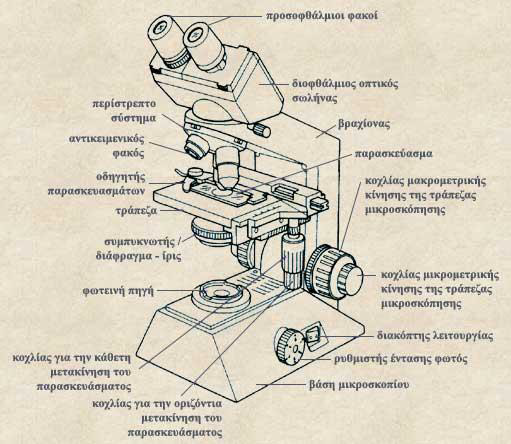 προσοφθάλμιοι φακοί
διοφθάλμιος οπτικός
σωλήνας
περίστρεπτο
σύστημα
βραχίονας
αντικειμενικός
φακός
παρασκεύασμα
οδηγητής
παρασκευασμάτων
κοχλίας μακρομετρικής
κίνησης της τράπεζας
μικροσκόπησης
τράπεζα
συμπυκνωτής /
διάφραγμα - ίρις
κοχλίας μικρομετρικής
κίνησης της τράπεζας
μικροσκόπησης
φωτεινή πηγή
διακόπτης λειτουργίας
κοχλίας για την κάθετη
μετακίνηση του
παρασκευάσματος
ρυθμιστής έντασης φωτός
βάση μικροσκοπίου
κοχλίας για την οριζόντια
μετακίνηση του
παρασκευάσματος